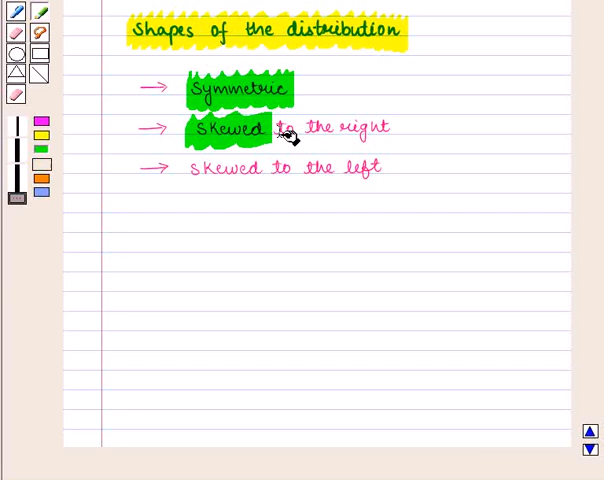 Shapes of the distribution
→ Symmetric
→ Skewed to the right
→ Skewed to the left